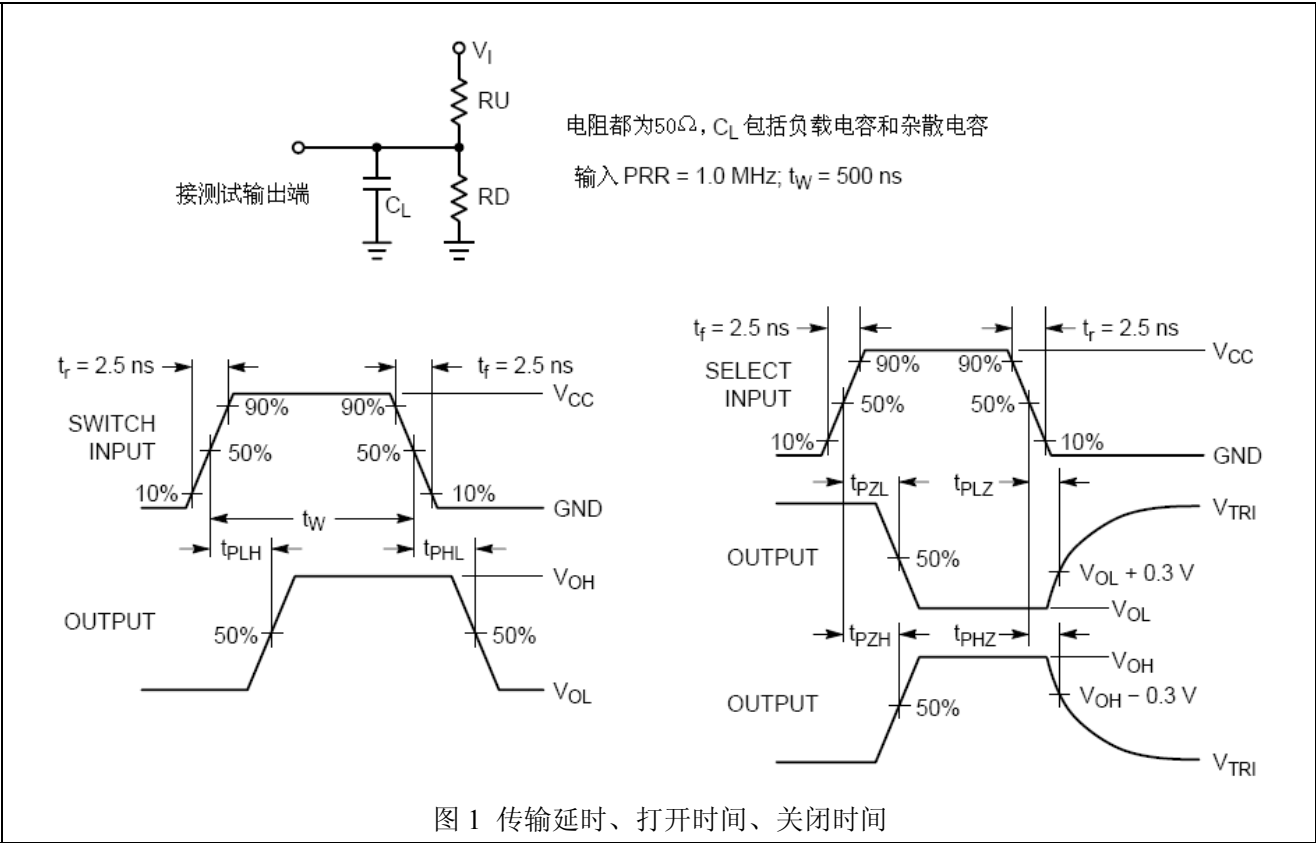 V_I
RU
电阻都为50Ω, C_L 包括负载电容和杂散电容
输入 PRR = 1.0 MHz; t_W = 500 ns
接测试输出端
C_L
RD
t_r = 2.5 ns
t_f = 2.5 ns
V_CC
SWITCH
INPUT
90%
90%
50%
50%
10%
10%
GND
t_W
t_PLH
t_PHL
V_OH
OUTPUT
50%
50%
V_OL
t_f = 2.5 ns
t_r = 2.5 ns
V_CC
SELECT
INPUT
90%
90%
50%
50%
10%
10%
GND
t_PZL
t_PLZ
V_TRI
OUTPUT
50%
V_OL + 0.3 V
V_OL
t_PZH
t_PHZ
V_OH
V_OH − 0.3 V
OUTPUT
50%
V_TRI
图 1 传输延时、打开时间、关闭时间